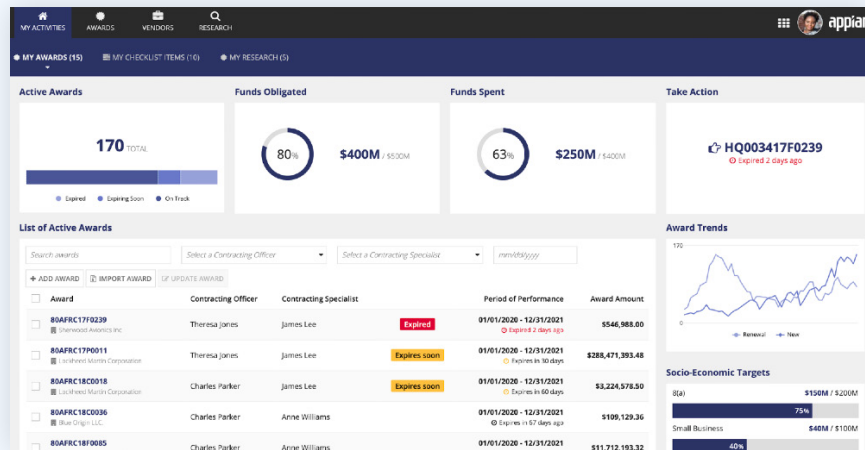 MY ACTIVITIES AWARDS VENDORS RESEARCH appian
MY AWARDS (15) MY CHECKLIST ITEMS (10) MY RESEARCH (5)
Active Awards Funds Obligated Funds Spent Take Action
170 TOTAL
80% $400M / $500M
63% $250M / $400M
HQ003417F0239
Expired 2 days ago
Expired Expiring Soon On Track
List of Active Awards
Search awards Select a Contracting Officer Select a Contracting Specialist mm/dd/yyyy
+ ADD AWARD IMPORT AWARD UPDATE AWARD
Award Contracting Officer Contracting Specialist Period of Performance Award Amount
80AFRC17F0239 Theresa Jones James Lee Expired 01/01/2020 - 12/31/2021 $546,988.00
Sherwood Avionics Inc Expired 2 days ago
80AFRC17P0011 Theresa Jones James Lee Expires soon 01/01/2020 - 12/31/2021 $288,471,393.48
Lockheed Martin Corporation Expires in 30 days
80AFRC18C0018 Charles Parker James Lee Expires soon 01/01/2020 - 12/31/2021 $3,224,578.50
Lockheed Martin Corporation Expires in 60 days
80AFRC18C0036 Charles Parker Anne Williams 01/01/2020 - 12/31/2021 $109,129.36
Blue Origin LLC. Expires in 67 days ago
80AFRC18F0085 Charles Parker Anne Williams 01/01/2020 - 12/31/2021 $11,712,193.32
Award Trends
170
0
Renewal New
Socio-Economic Targets
8(a) $150M / $200M
75%
Small Business $40M / $100M
40%